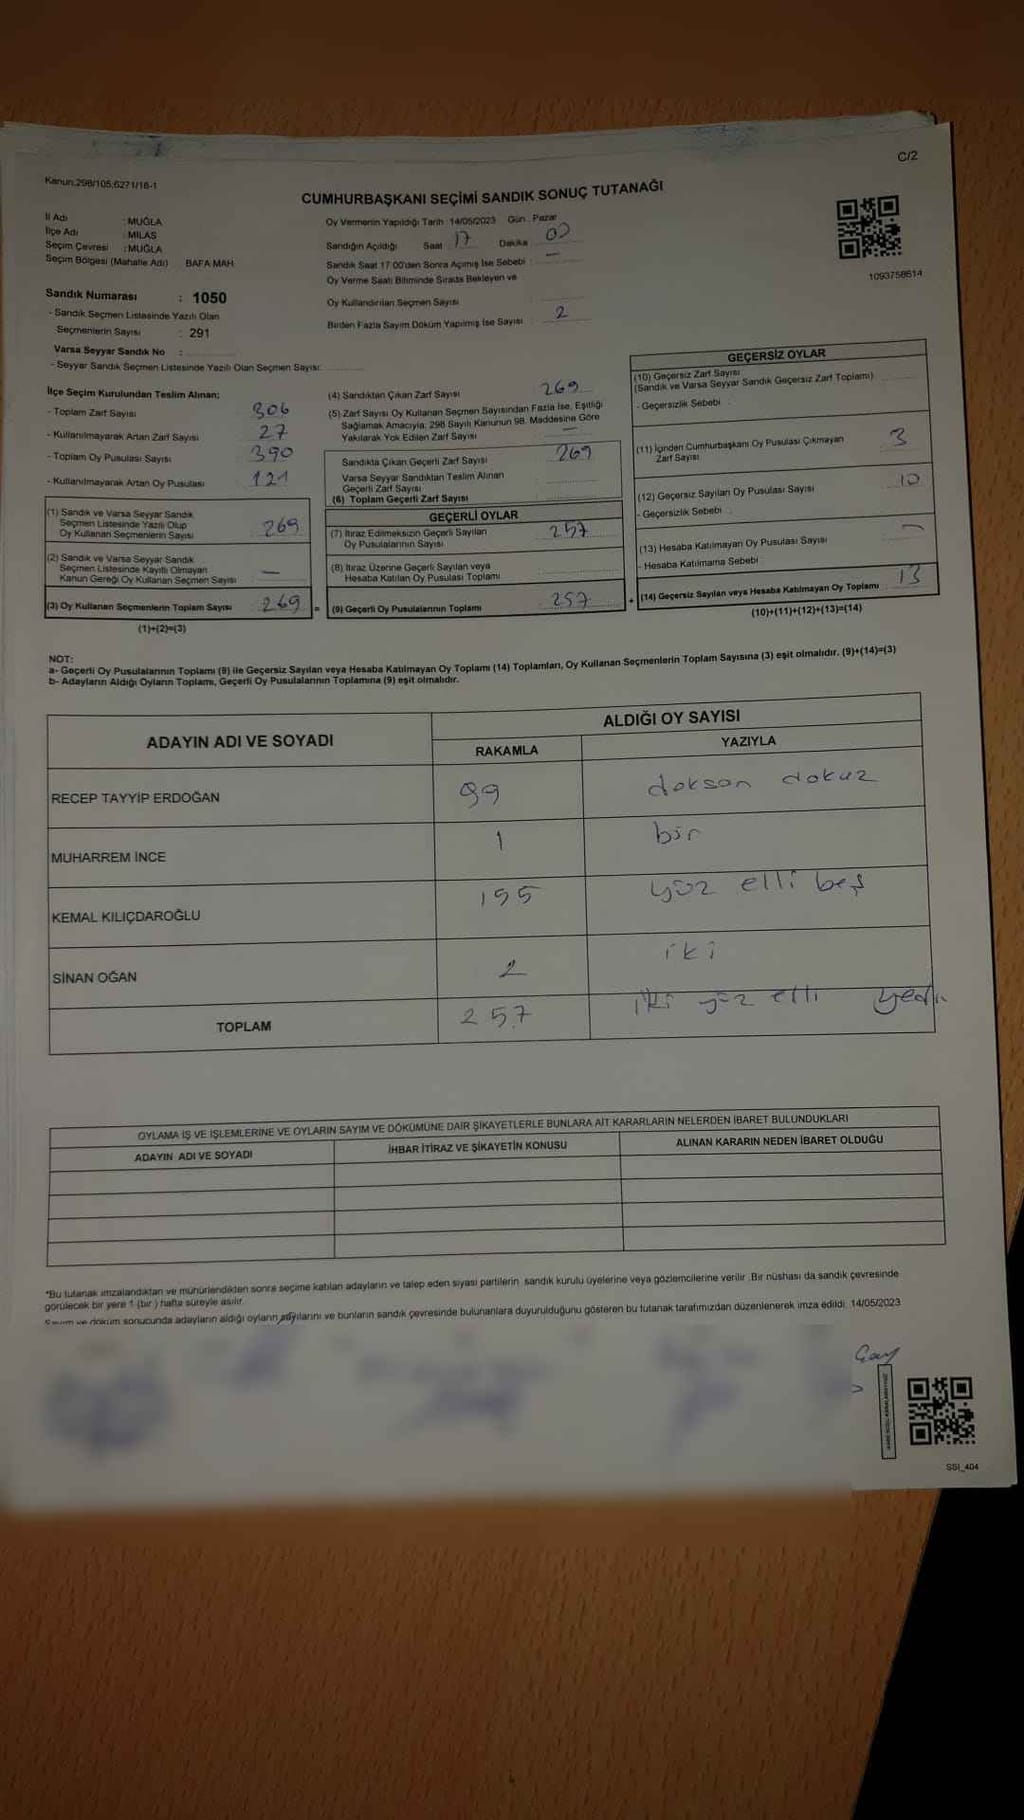 C/2
Kanun.298/105;6271/16-1
CUMHURBAŞKANI SEÇİMİ SANDIK SONUÇ TUTANAĞI
İl Adı : MUĞLA
İlçe Adı : MİLAS
Seçim Çevresi : MUĞLA
Seçim Bölgesi (Mahalle Adı) BAFA MAH.
Sandık Numarası : 1050
- Sandık Seçmen Listesinde Yazılı Olan
Seçmenlerin Sayısı : 291
Varsa Seyyar Sandık No :
- Seyyar Sandık Seçmen Listesinde Yazılı Olan Seçmen Sayısı:
Oy Vermenin Yapıldığı Tarih : 14/05/2023 Gün : Pazar
Sandığın Açıldığı Saat 17 Dakika
Sandık Saat 17:00'den Sonra Açılmış İse Sebebi : —
Oy Verme Saati Bitiminde Sırada Bekleyen ve
Oy Kullandırılan Seçmen Sayısı
Birden Fazla Sayım Döküm Yapılmış İse Sayısı : 2
1093758614
İlçe Seçim Kurulundan Teslim Alınan;
- Toplam Zarf Sayısı 306
- Kullanılmayarak Artan Zarf Sayısı 27
- Toplam Oy Pusulası Sayısı 390
- Kullanılmayarak Artan Oy Pusulası 121
(1) Sandık ve Varsa Seyyar Sandık
Seçmen Listesinde Yazılı Olup
Oy Kullanan Seçmenlerin Sayısı 269
(2) Sandık ve Varsa Seyyar Sandık
Seçmen Listesinde Kayıtlı Olmayan
Kanun Gereği Oy Kullanan Seçmen Sayısı —
(3) Oy Kullanan Seçmenlerin Toplam Sayısı 269 =
(1)+(2)=(3)
(4) Sandıktan Çıkan Zarf Sayısı 269
(5) Zarf Sayısı Oy Kullanan Seçmen Sayısından Fazla İse, Eşitliği
Sağlamak Amacıyla, 298 Sayılı Kanunun 98. Maddesine Göre
Yakılarak Yok Edilen Zarf Sayısı —
Sandıkta Çıkan Geçerli Zarf Sayısı 269
Varsa Seyyar Sandıktan Teslim Alınan
Geçerli Zarf Sayısı
(6) Toplam Geçerli Zarf Sayısı
GEÇERLİ OYLAR
(7) İtiraz Edilmeksizin Geçerli Sayılan
Oy Pusulalarının Sayısı 257
(8) İtiraz Üzerine Geçerli Sayılan veya
Hesaba Katılan Oy Pusulası Toplamı
(9) Geçerli Oy Pusulalarının Toplamı 257 +
GEÇERSİZ OYLAR
(10) Geçersiz Zarf Sayısı
(Sandık ve Varsa Seyyar Sandık Geçersiz Zarf Toplamı)
- Geçersizlik Sebebi :
(11) İçinden Cumhurbaşkanı Oy Pusulası Çıkmayan
Zarf Sayısı 3
(12) Geçersiz Sayılan Oy Pusulası Sayısı 10
- Geçersizlik Sebebi :
(13) Hesaba Katılmayan Oy Pusulası Sayısı —
- Hesaba Katılmama Sebebi :
(14) Geçersiz Sayılan veya Hesaba Katılmayan Oy Toplamı 13
(10)+(11)+(12)+(13)=(14)
NOT:
a- Geçerli Oy Pusulalarının Toplamı (9) ile Geçersiz Sayılan veya Hesaba Katılmayan Oy Toplamı (14) Toplamları, Oy Kullanan Seçmenlerin Toplam Sayısına (3) eşit olmalıdır. (9)+(14)=(3)
b- Adayların Aldığı Oyların Toplamı, Geçerli Oy Pusulalarının Toplamına (9) eşit olmalıdır.
ADAYIN ADI VE SOYADI
ALDIĞI OY SAYISI
RAKAMLA YAZIYLA
RECEP TAYYİP ERDOĞAN 99 doksan dokuz
MUHARREM İNCE 1 bir
KEMAL KILIÇDAROĞLU 155 yüz elli beş
SİNAN OĞAN 2 iki
TOPLAM 257 iki yüz elli yedi
OYLAMA İŞ VE İŞLEMLERİNE VE OYLARIN SAYIM VE DÖKÜMÜNE DAİR ŞİKAYETLERLE BUNLARA AİT KARARLARIN NELERDEN İBARET BULUNDUKLARI
ADAYIN ADI VE SOYADI İHBAR İTİRAZ VE ŞİKAYETİN KONUSU ALINAN KARARIN NEDEN İBARET OLDUĞU
*Bu tutanak imzalandıktan ve mühürlendikten sonra seçime katılan adayların ve talep eden siyasi partilerin sandık kurulu üyelerine veya gözlemcilerine verilir. Bir nüshası da sandık çevresinde
görülecek bir yere 1 (bir) hafta süreyle asılır.
Sayım ve döküm sonucunda adayların aldığı oyların sayılarını ve bunların sandık çevresinde bulunanlara duyurulduğunu gösteren bu tutanak tarafımızdan düzenlenerek imza edildi. 14/05/2023
SSI_404